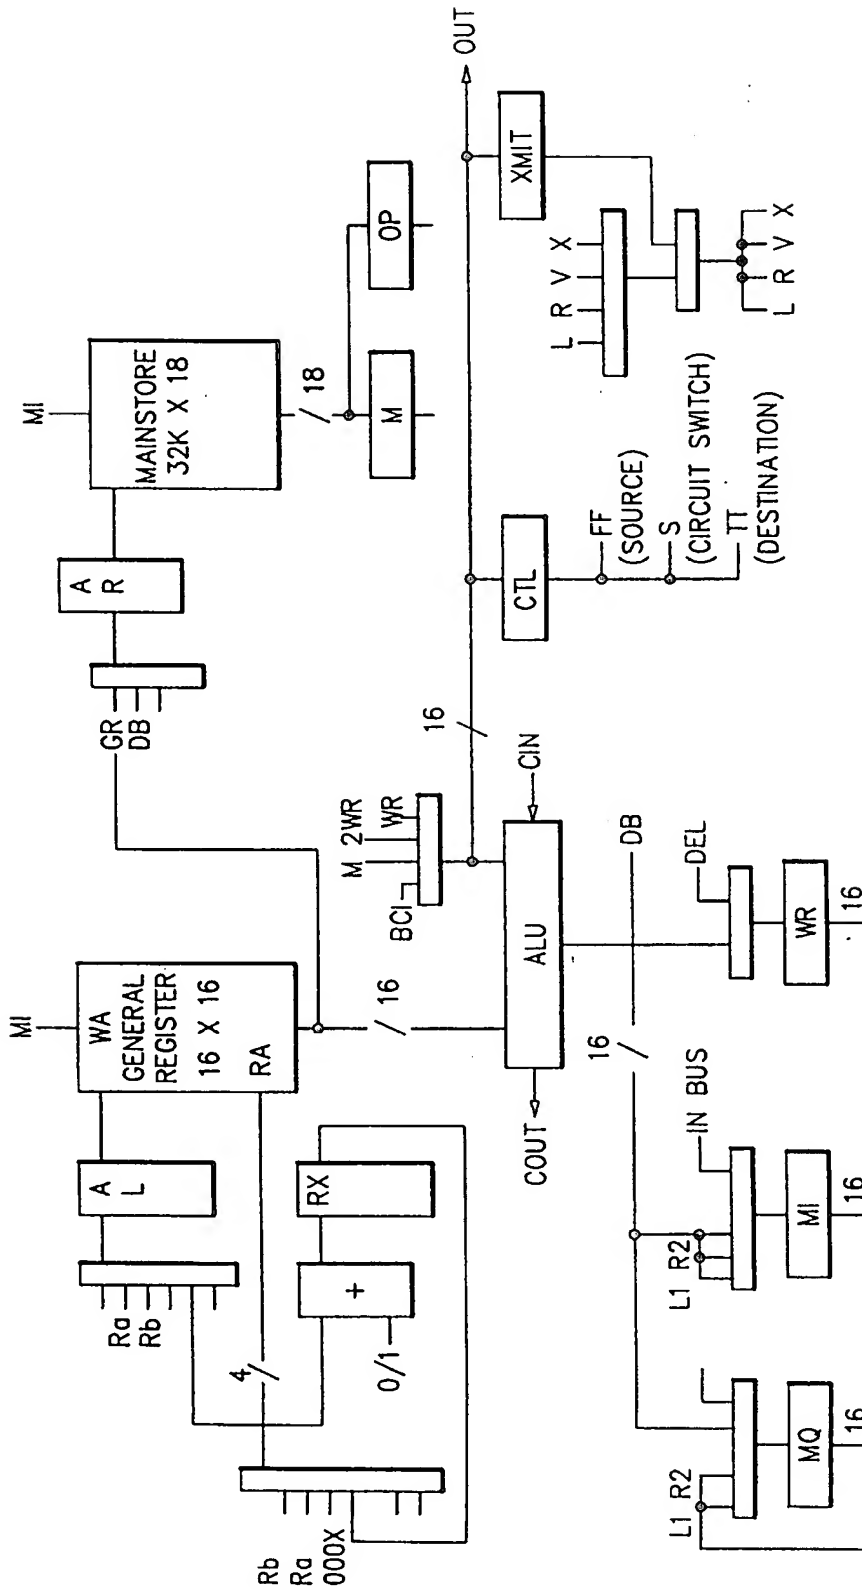 MI
MI
WA
GENERAL
REGISTER
16 X 16
RA
A
L
Ra
Rb
4
RX
+
0/1
Rb
Ra
000X
GR
DB
A
R
MAINSTORE
32K X 18
18
M
OP
16
BCI
M
2WR
WR
16
OUT
XMIT
L R V X
L R V X
CTL
FF
(SOURCE)
S
(CIRCUIT SWITCH)
TT
(DESTINATION)
CIN
ALU
COUT
DB
16
DEL
WR
16
IN BUS
L1 R2
MI
16
L1 R2
MQ
16